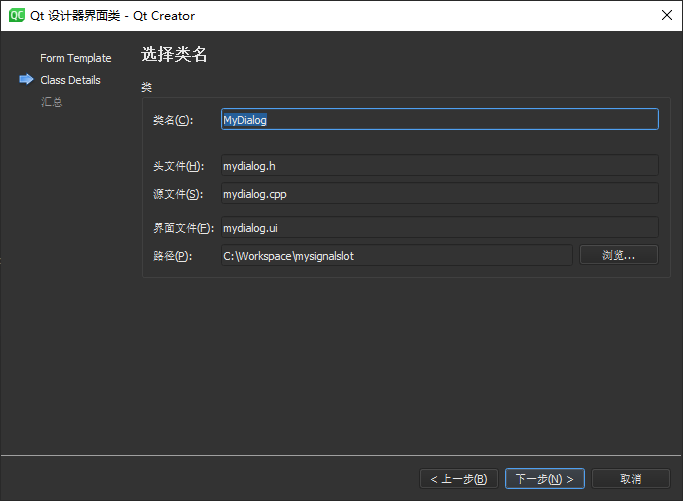 Qt 设计器界面类 - Qt Creator
Form Template
Class Details
汇总
选择类名
类
类名(C):
MyDialog
头文件(H):
mydialog.h
源文件(S):
mydialog.cpp
界面文件(F):
mydialog.ui
路径(P):
C:\Workspace\mysignalslot
浏览...
< 上一步(B)
下一步(N) >
取消